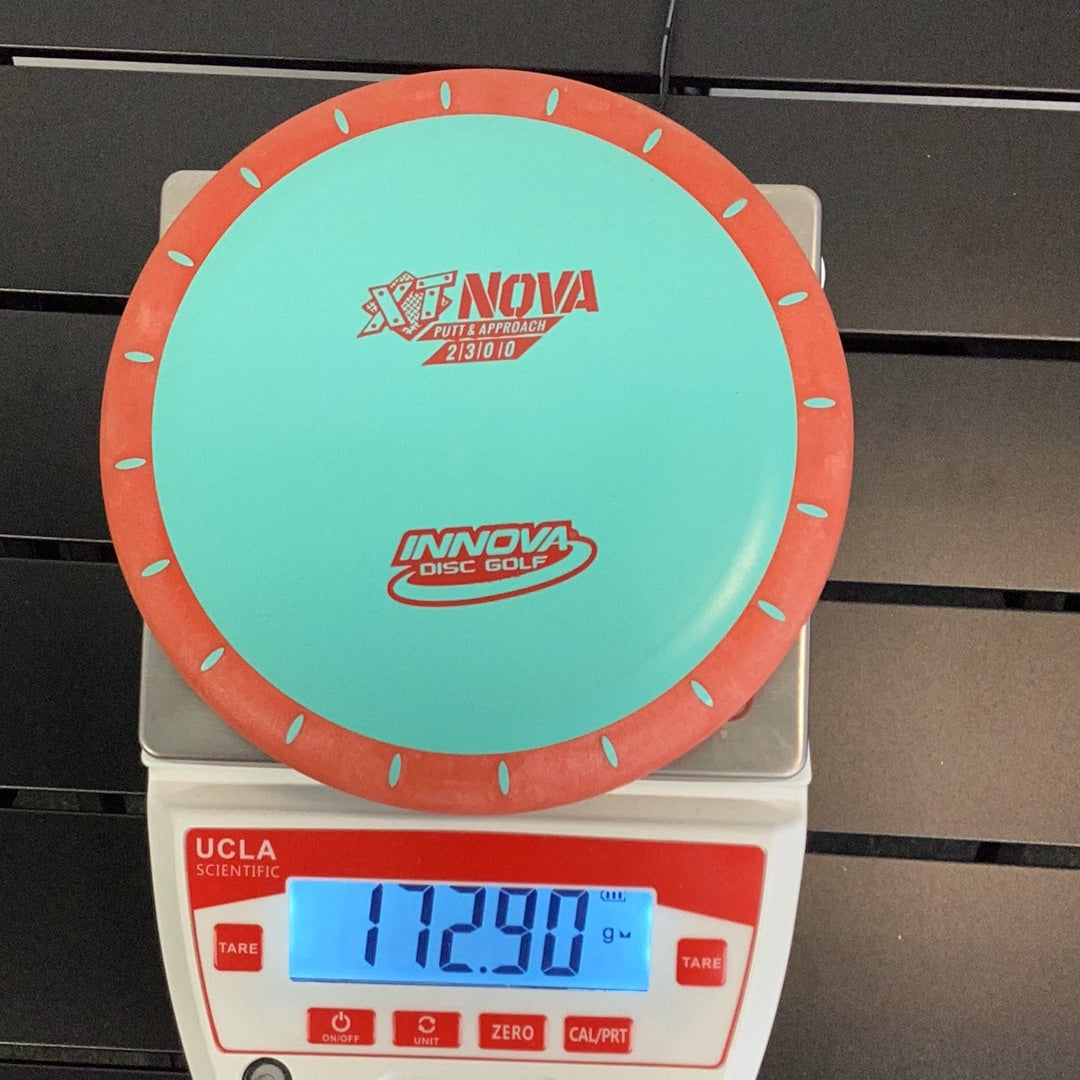 XT NOVA
PUTT & APPROACH
2|3|0|0
INNOVA
DISC GOLF
UCLA
SCIENTIFIC
172.90 g
TARE
TARE
ON/OFF
UNIT
ZERO
CAL/PRT